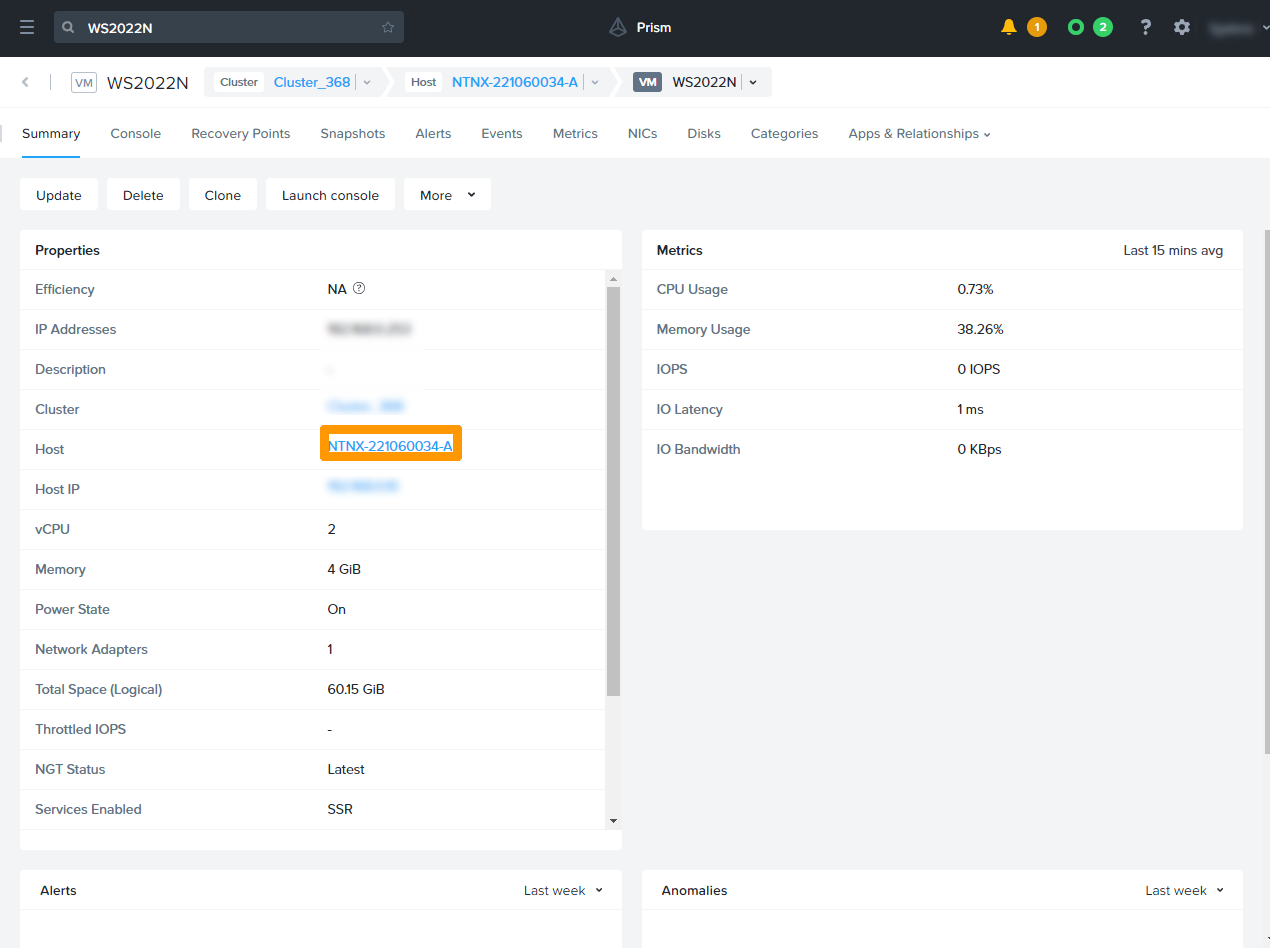 WS2022N
Prism
1
2
?
VM WS2022N
Cluster Cluster_368
Host NTNX-221060034-A
VM WS2022N
Summary Console Recovery Points Snapshots Alerts Events Metrics NICs Disks Categories Apps & Relationships
Update Delete Clone Launch console More
Properties
Efficiency NA ?
IP Addresses
Description
Cluster
Host NTNX-221060034-A
Host IP
vCPU 2
Memory 4 GiB
Power State On
Network Adapters 1
Total Space (Logical) 60.15 GiB
Throttled IOPS -
NGT Status Latest
Services Enabled SSR
Metrics Last 15 mins avg
CPU Usage 0.73%
Memory Usage 38.26%
IOPS 0 IOPS
IO Latency 1 ms
IO Bandwidth 0 KBps
Alerts Last week
Anomalies Last week